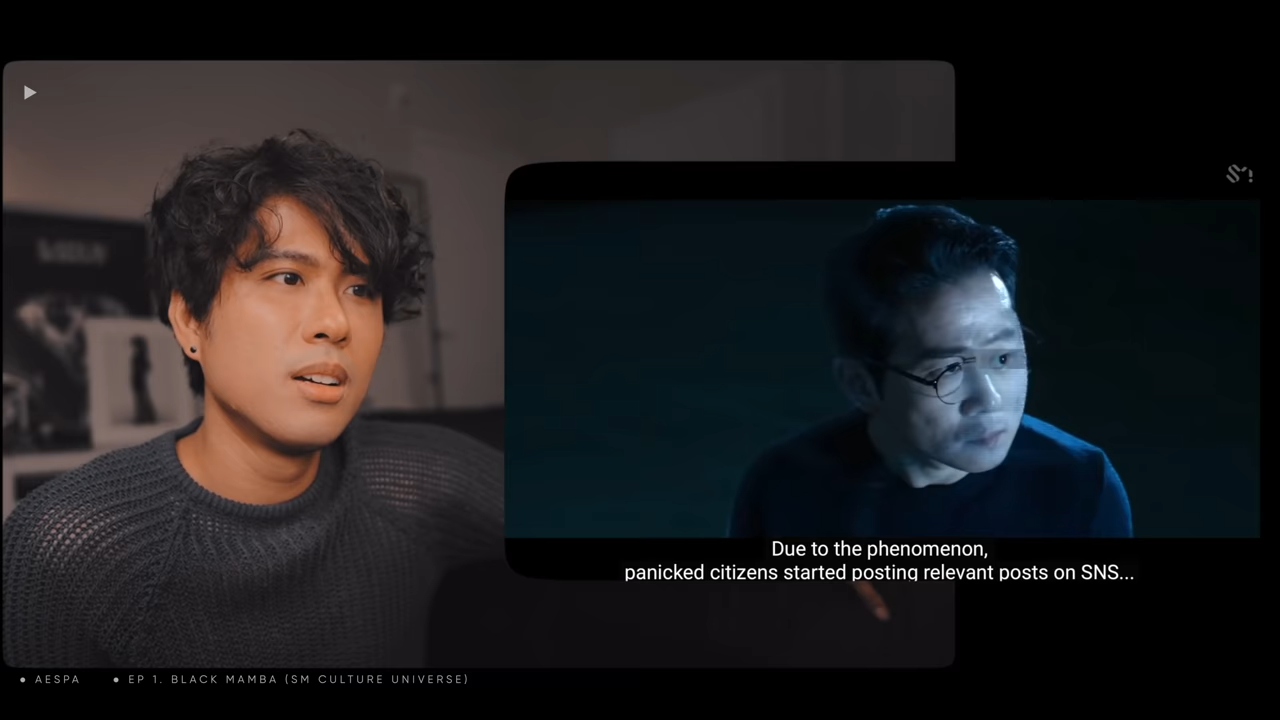 Due to the phenomenon,
panicked citizens started posting relevant posts on SNS...
AESPA
EP 1. BLACK MAMBA (SM CULTURE UNIVERSE)